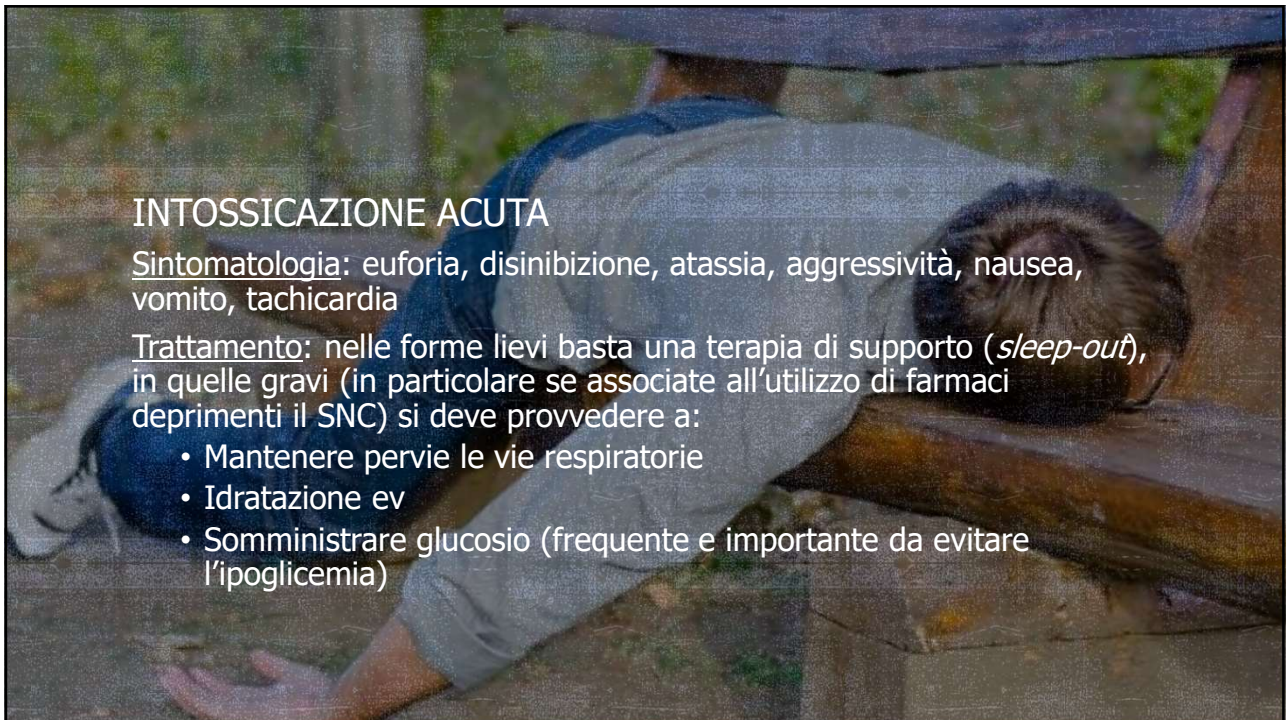 INTOSSICAZIONE ACUTA
Sintomatologia: euforia, disinibizione, atassia, aggressività, nausea,
vomito, tachicardia
Trattamento: nelle forme lievi basta una terapia di supporto (sleep-out),
in quelle gravi (in particolare se associate all'utilizzo di farmaci
deprimenti il SNC) si deve provvedere a:
• Mantenere pervie le vie respiratorie
• Idratazione ev
• Somministrare glucosio (frequente e importante da evitare
l'ipoglicemia)